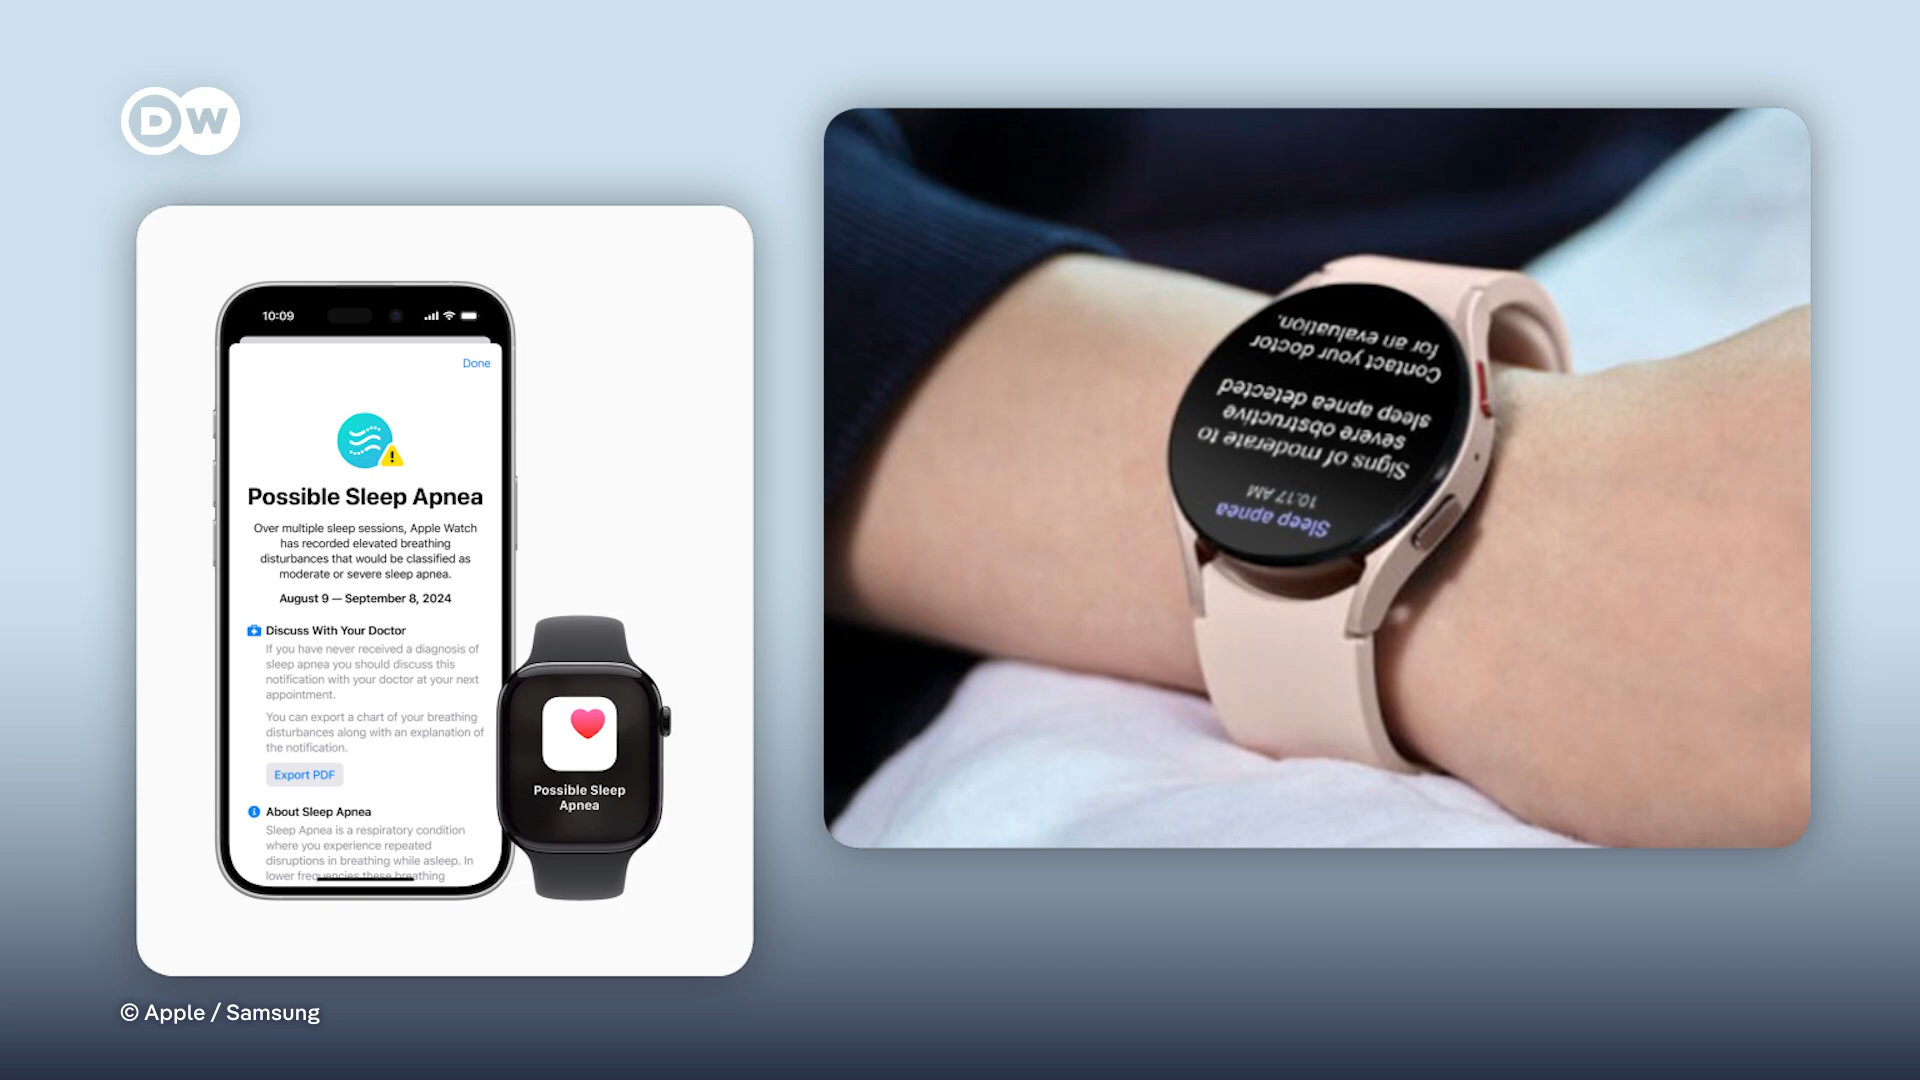 DW
10:09
Done
Possible Sleep Apnea
Over multiple sleep sessions, Apple Watch
has recorded elevated breathing
disturbances that would be classified as
moderate or severe sleep apnea.
August 9 — September 8, 2024
Discuss With Your Doctor
If you have never received a diagnosis of
sleep apnea you should discuss this
notification with your doctor at your next
appointment.
You can export a chart of your breathing
disturbances along with an explanation of
the notification.
Export PDF
About Sleep Apnea
Sleep Apnea is a respiratory condition
where you experience repeated
disruptions in breathing while asleep. In
lower frequencies these breathing
Possible Sleep
Apnea
Sleep apnea
10.17 AM
Signs of moderate to
severe obstructive
sleep apnea detected
Contact your doctor
for an evaluation.
© Apple / Samsung